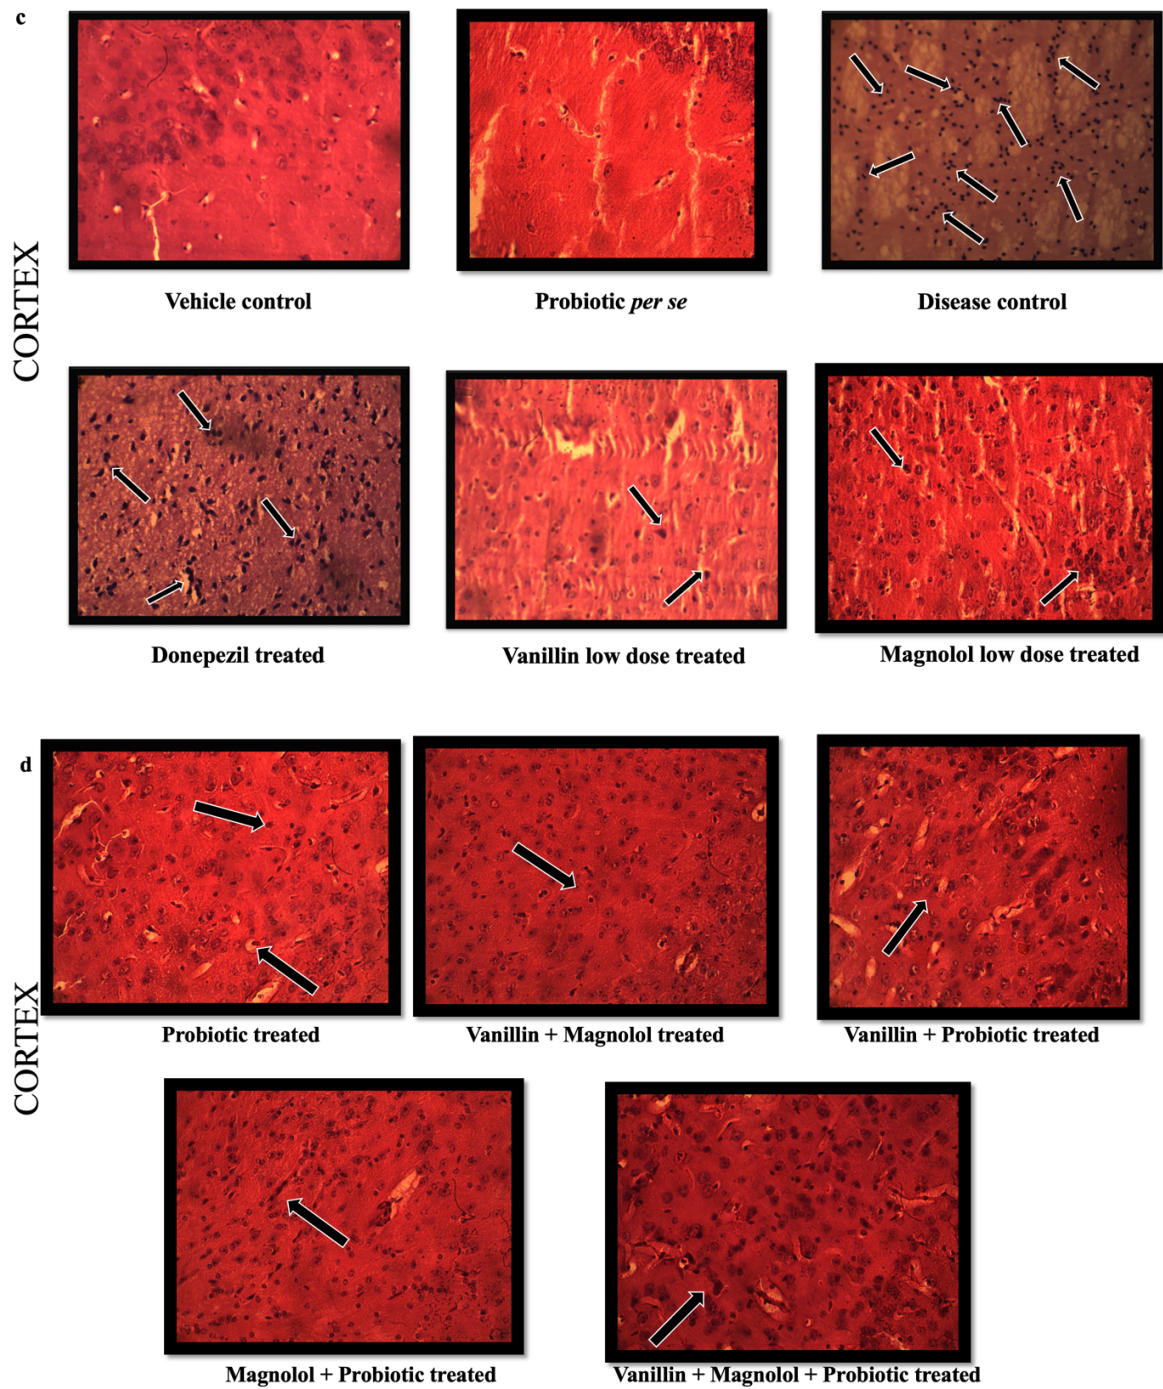 c
CORTEX
Vehicle control
Probiotic per se
Disease control
Donepezil treated
Vanillin low dose treated
Magnolol low dose treated
d
CORTEX
Probiotic treated
Vanillin + Magnolol treated
Vanillin + Probiotic treated
Magnolol + Probiotic treated
Vanillin + Magnolol + Probiotic treated